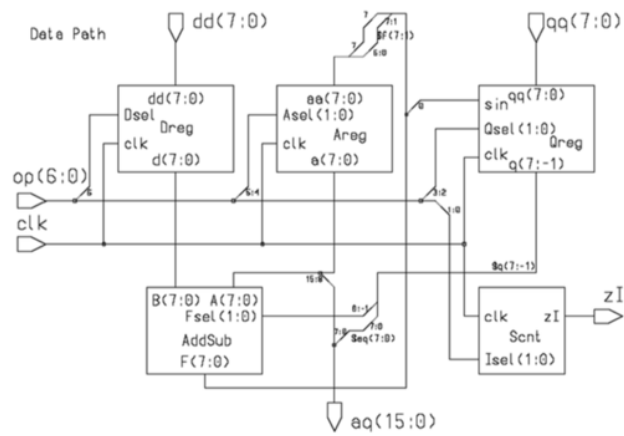 Data Path
dd(7:0)
qq(7:0)
7
7:1
SF(7:1)
7
6:0
dd(7:0)
Dsel
Dreg
clk
d(7:0)
aa(7:0)
Asel(1:0)
Areg
clk
a(7:0)
0
sin
qq(7:0)
Qsel(1:0)
Qreg
clk
q(7:-1)
op(6:0)
6
5:4
3:2
1:0
clk
15:8
Sq(7:-1)
B(7:0)
A(7:0)
Fsel(1:0)
AddSub
F(7:0)
7:0
7:0
Seq(7:0)
clk
zI
Scnt
Isel(1:0)
zI
aq(15:0)